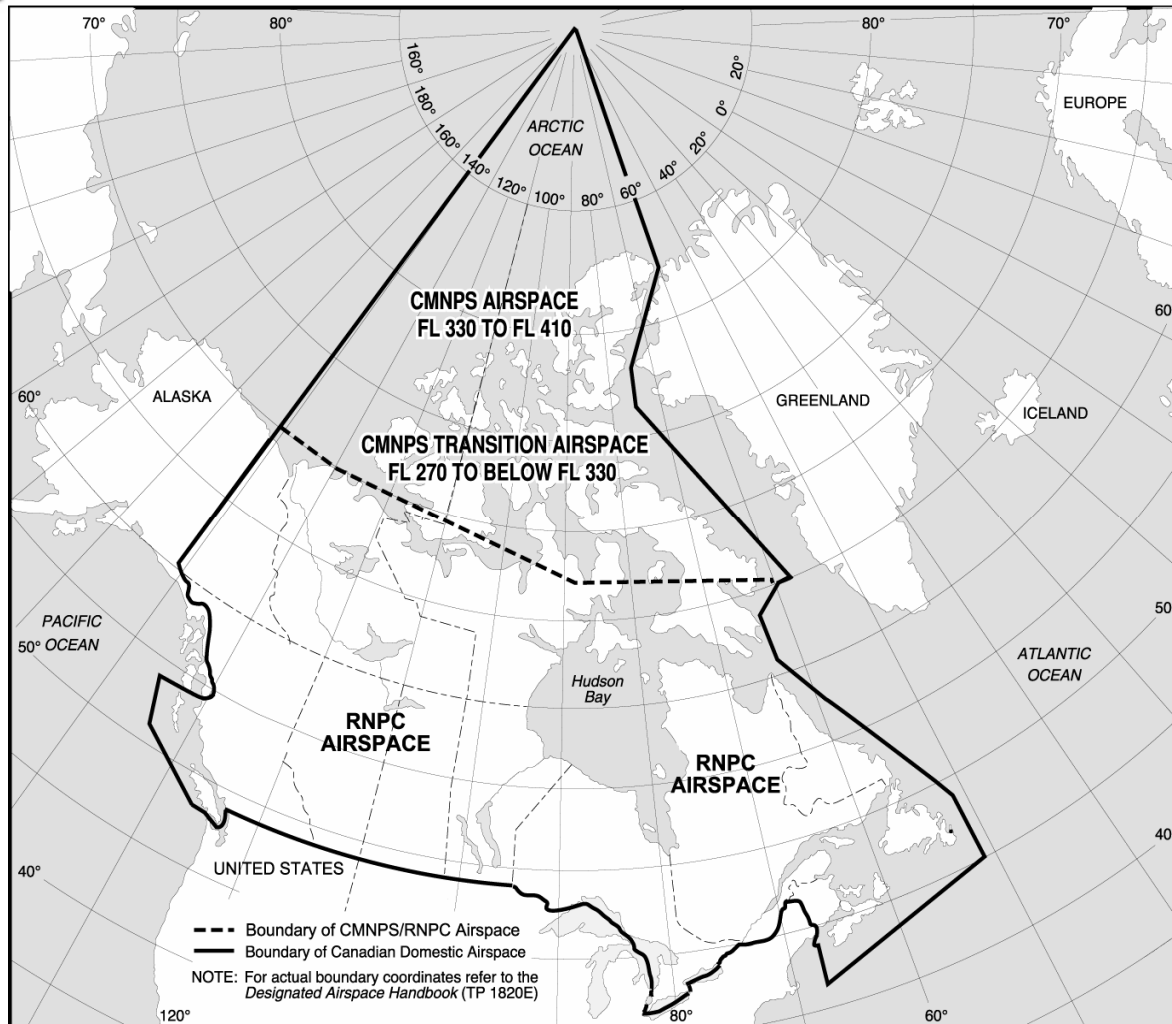 70°
80°
80°
70°
160°
180°
160°
140°
120°
100°
80°
60°
40°
20°
0°
20°
EUROPE
ARCTIC
OCEAN
CMNPS AIRSPACE
FL 330 TO FL 410
60°
ALASKA
60°
GREENLAND
ICELAND
CMNPS TRANSITION AIRSPACE
FL 270 TO BELOW FL 330
50°
PACIFIC
OCEAN
50°
ATLANTIC
OCEAN
Hudson
Bay
RNPC
AIRSPACE
RNPC
AIRSPACE
40°
40°
UNITED STATES
Boundary of CMNPS/RNPC Airspace
Boundary of Canadian Domestic Airspace
NOTE: For actual boundary coordinates refer to the
Designated Airspace Handbook (TP 1820E)
120°
80°
60°